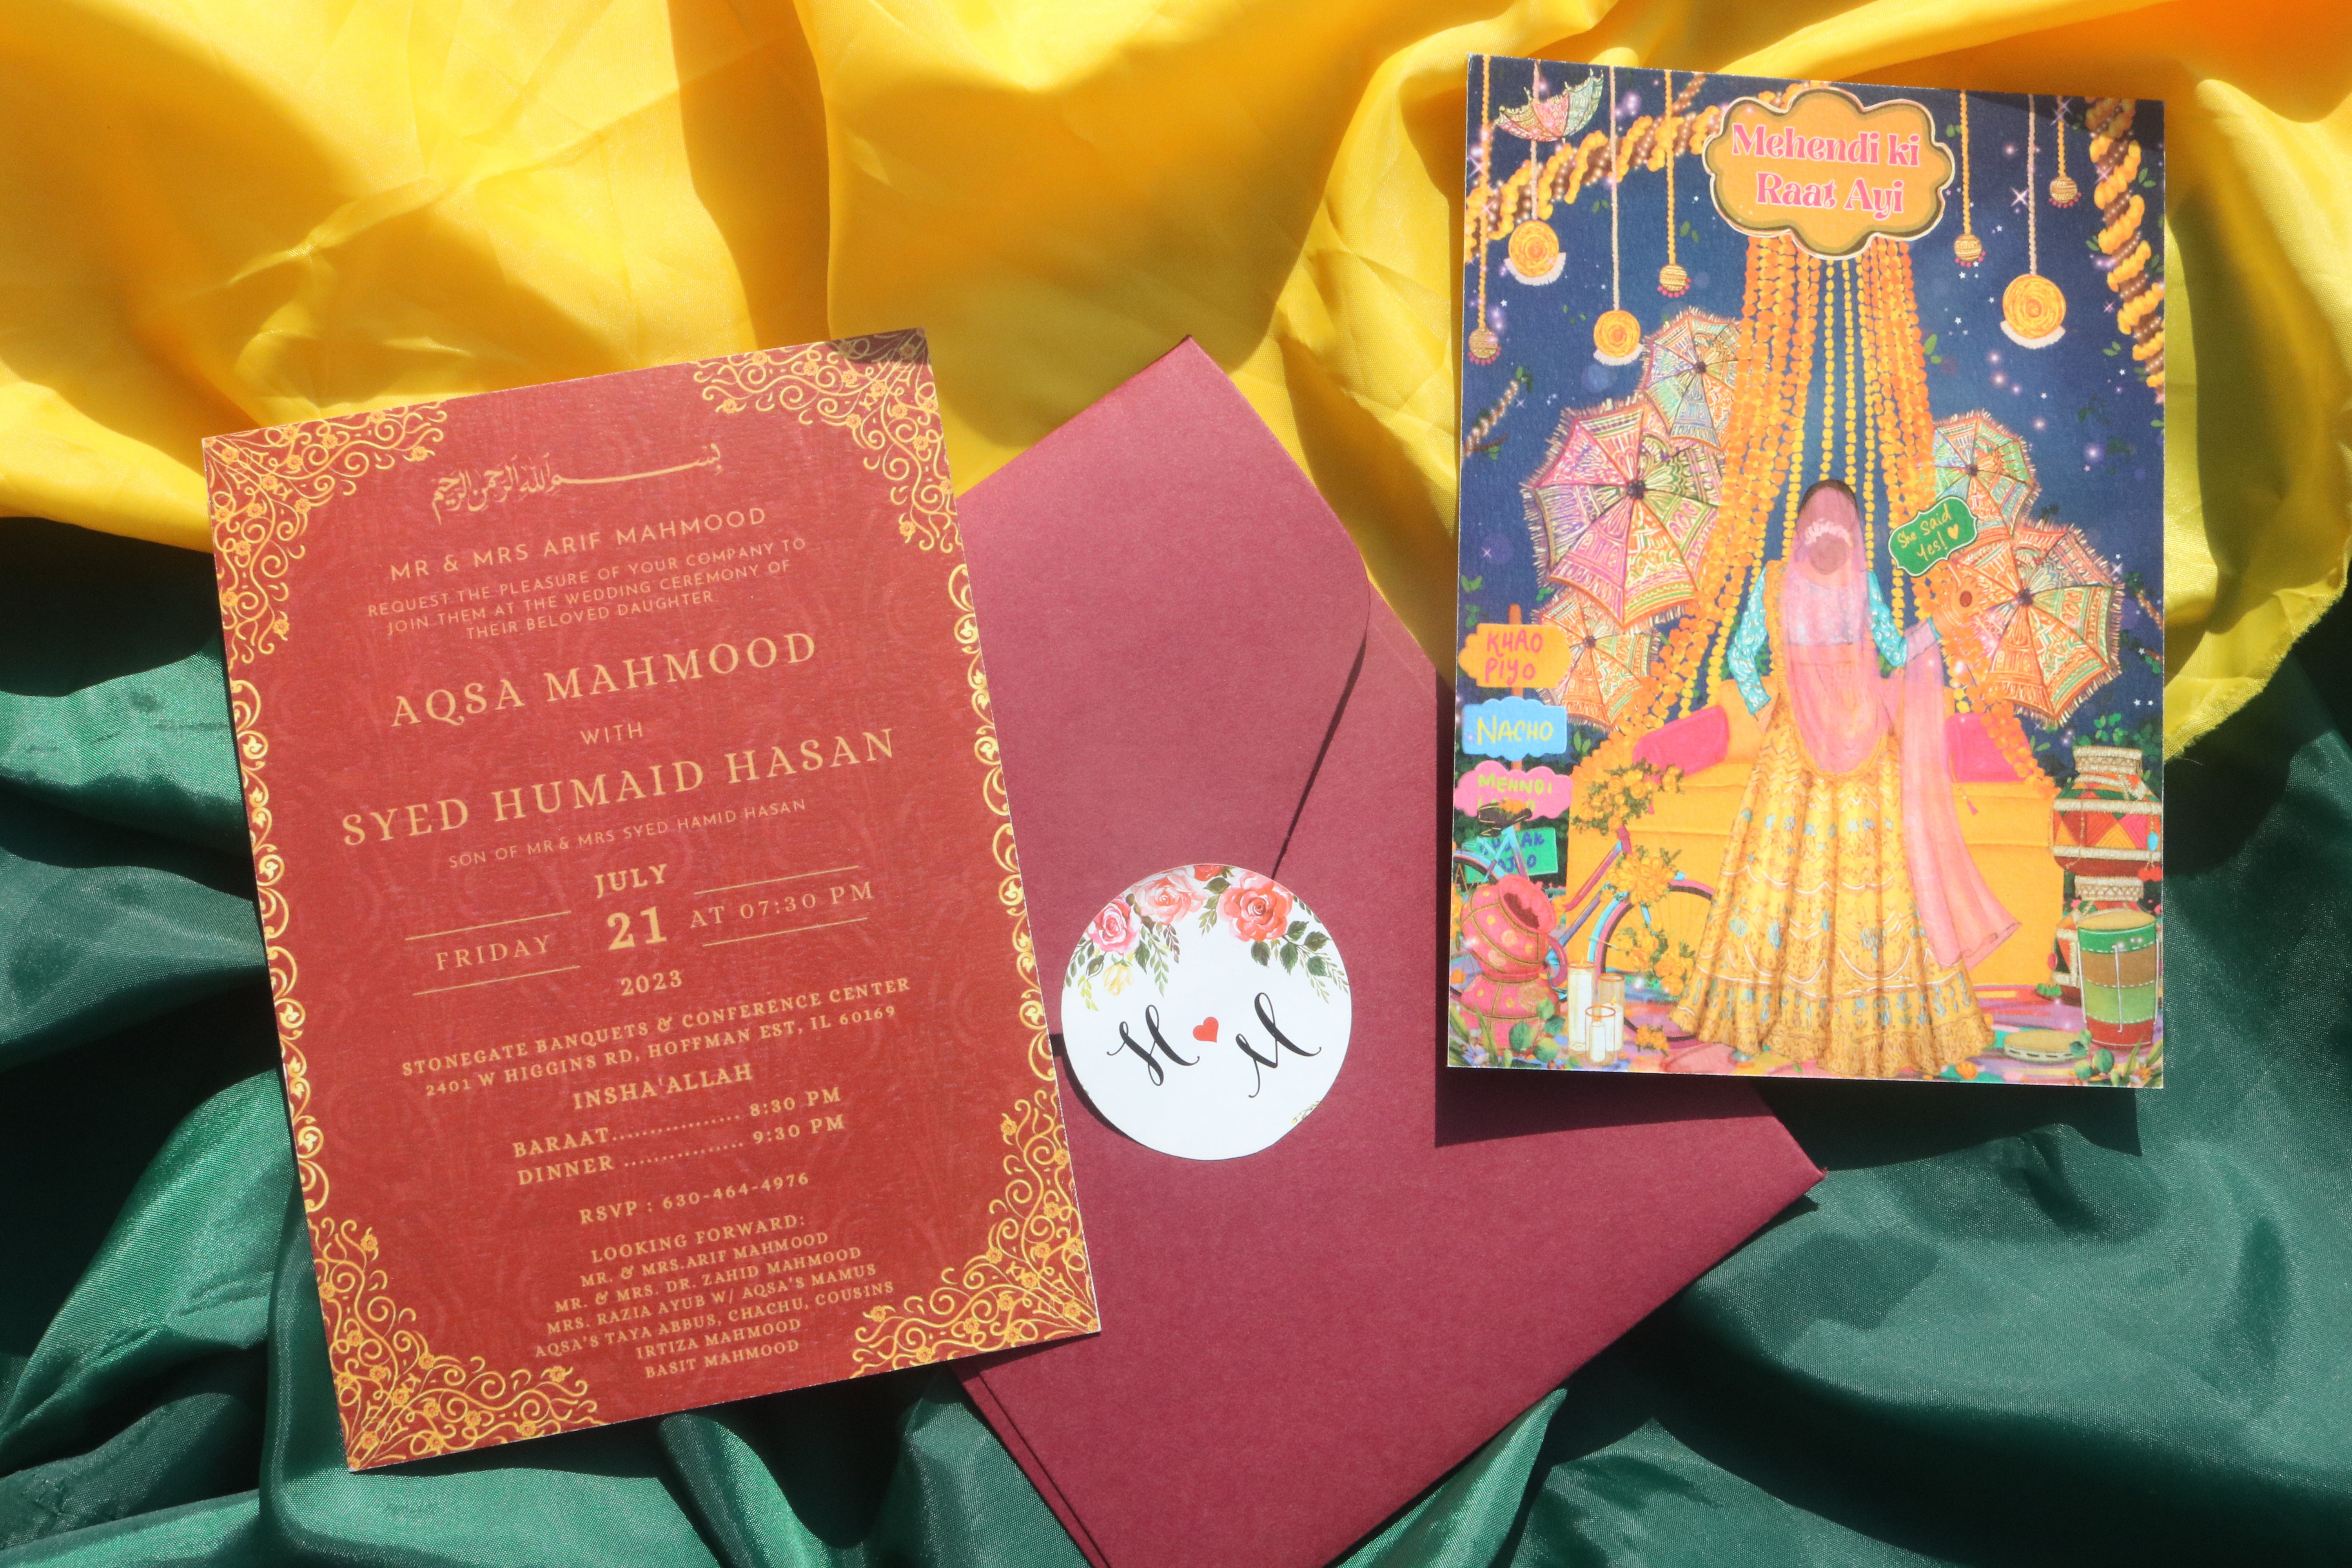 بسم الله الرحمن الرحيم
MR & MRS ARIF MAHMOOD
REQUEST THE PLEASURE OF YOUR COMPANY TO
JOIN THEM AT THE WEDDING CEREMONY OF
THEIR BELOVED DAUGHTER
AQSA MAHMOOD
WITH
SYED HUMAID HASAN
SON OF MR & MRS SYED HAMID HASAN
JULY
FRIDAY 21 AT 07:30 PM
2023
STONEGATE BANQUETS & CONFERENCE CENTER
2401 W HIGGINS RD, HOFFMAN EST, IL 60169
INSHA'ALLAH
BARAAT................. 8:30 PM
DINNER ................ 9:30 PM
RSVP : 630-464-4976
LOOKING FORWARD:
MR. & MRS.ARIF MAHMOOD
MR. & MRS. DR. ZAHID MAHMOOD
MRS. RAZIA AYUB W/ AQSA'S MAMUS
AQSA'S TAYA ABBUS, CHACHU, COUSINS
IRTIZA MAHMOOD
BASIT MAHMOOD
H M
Mehendi ki
Raat Ayi
She Said
Yes!
KHAO
PIYO
NACHO
MEHNDI